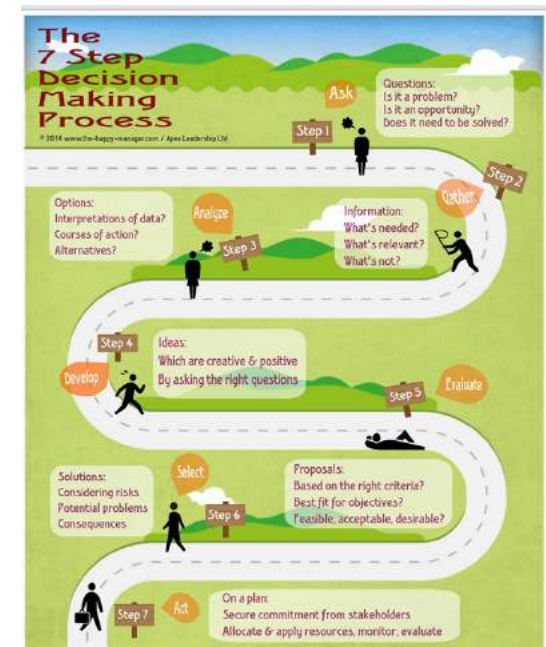 The
7 Step
Decision
Making
Process
© 2014 www.the-happy-manager.com / Apex Leadership Ltd
Ask
Step 1
Questions:
Is it a problem?
Is it an opportunity?
Does it need to be solved?
Step 2
Gather
Information:
What's needed?
What's relevant?
What's not?
Analyze
Step 3
Options:
Interpretations of data?
Courses of action?
Alternatives?
Step 4
Develop
Ideas:
Which are creative & positive
By asking the right questions
Step 5
Evaluate
Proposals:
Based on the right criteria?
Best fit for objectives?
Feasible, acceptable, desirable?
Select
Step 6
Solutions:
Considering risks
Potential problems
Consequences
Step 7
Act
On a plan:
Secure commitment from stakeholders
Allocate & apply resources, monitor, evaluate